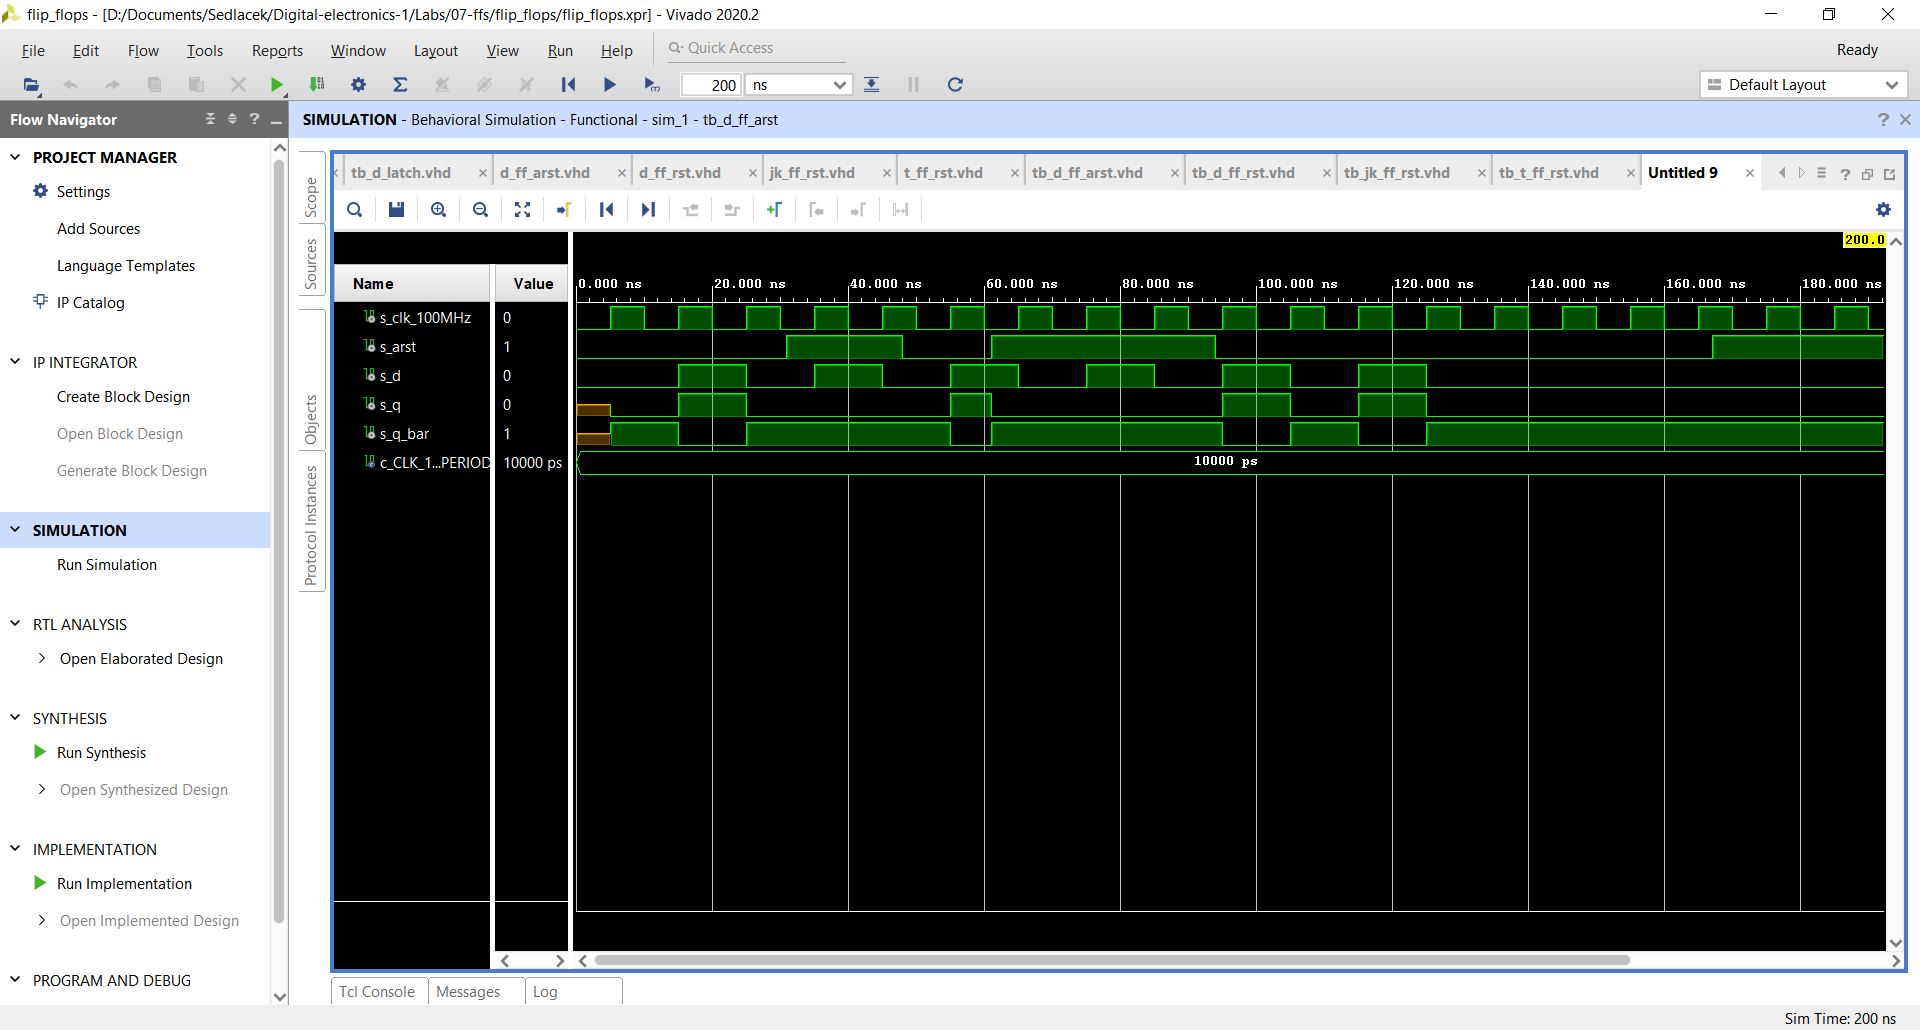 flip_flops - [D:/Documents/Sedlacek/Digital-electronics-1/Labs/07-ffs/flip_flops/flip_flops.xpr] - Vivado 2020.2
File Edit Flow Tools Reports Window Layout View Run Help Quick Access Ready
200 ns Default Layout
Flow Navigator
SIMULATION - Behavioral Simulation - Functional - sim_1 - tb_d_ff_arst
PROJECT MANAGER
Settings
Add Sources
Language Templates
IP Catalog
IP INTEGRATOR
Create Block Design
Open Block Design
Generate Block Design
SIMULATION
Run Simulation
RTL ANALYSIS
Open Elaborated Design
SYNTHESIS
Run Synthesis
Open Synthesized Design
IMPLEMENTATION
Run Implementation
Open Implemented Design
PROGRAM AND DEBUG
Scope
Sources
Objects
Protocol Instances
tb_d_latch.vhd d_ff_arst.vhd d_ff_rst.vhd jk_ff_rst.vhd t_ff_rst.vhd tb_d_ff_arst.vhd tb_d_ff_rst.vhd tb_jk_ff_rst.vhd tb_t_ff_rst.vhd Untitled 9
200.0
Name Value 0.000 ns 20.000 ns 40.000 ns 60.000 ns 80.000 ns 100.000 ns 120.000 ns 140.000 ns 160.000 ns 180.000 ns
s_clk_100MHz 0
s_arst 1
s_d 0
s_q 0
s_q_bar 1
c_CLK_1...PERIOD 10000 ps 10000 ps
Tcl Console Messages Log
Sim Time: 200 ns